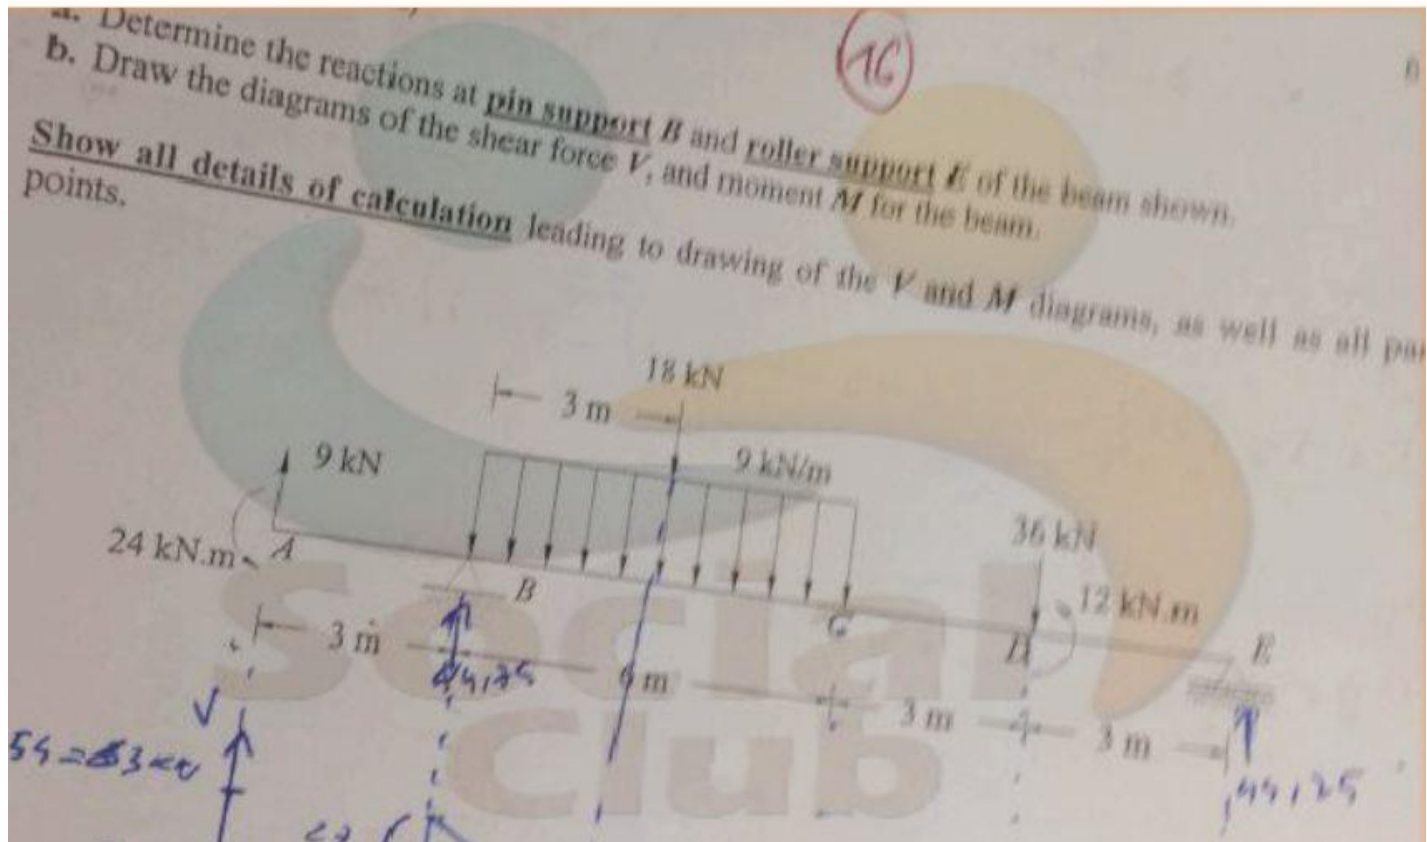 a. Determine the reactions at pin support B and roller support E of the beam shown.
16
b. Draw the diagrams of the shear force V, and moment M for the beam.
Show all details of calculation leading to drawing of the V and M diagrams, as well as all
points.
18 kN
3 m
9 kN
9 kN/m
24 kN.m
A
36 kN
12 kN.m
B
C
D
E
3 m
6 m
3 m
3 m
44,25
V
Social
Club